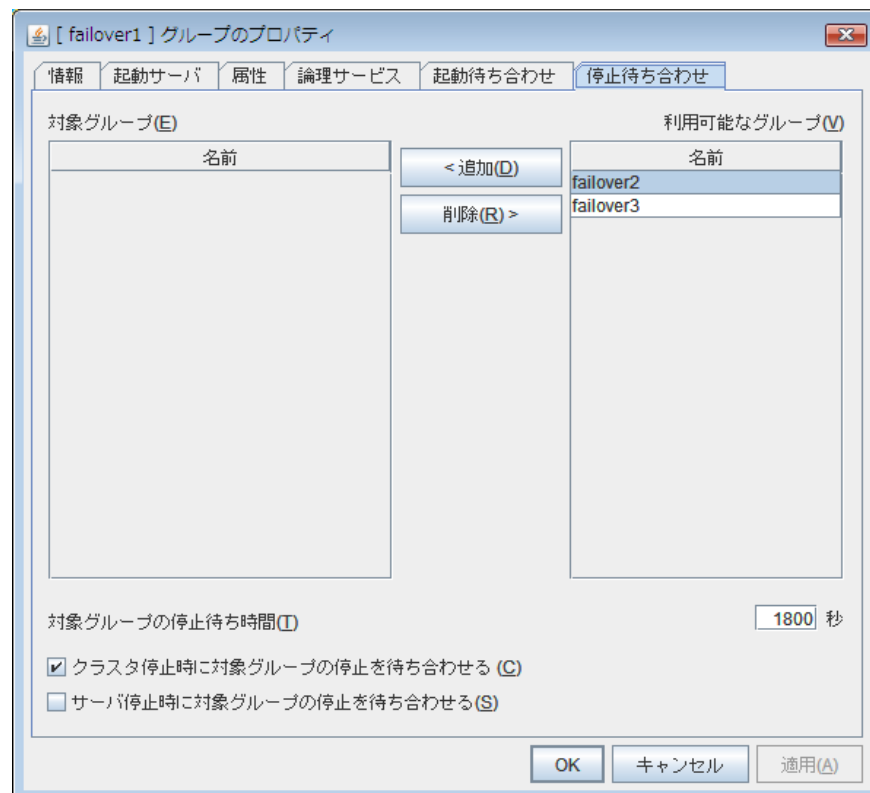 [ failover1 ] グループのプロパティ
情報 起動サーバ 属性 論理サービス 起動待ち合わせ 停止待ち合わせ
対象グループ(E) 利用可能なグループ(V)
名前 < 追加(D) 名前
failover2
削除(R) > failover3
対象グループの停止待ち時間(T) 1800 秒
クラスタ停止時に対象グループの停止を待ち合わせる (C)
サーバ停止時に対象グループの停止を待ち合わせる(S)
OK キャンセル 適用(A)